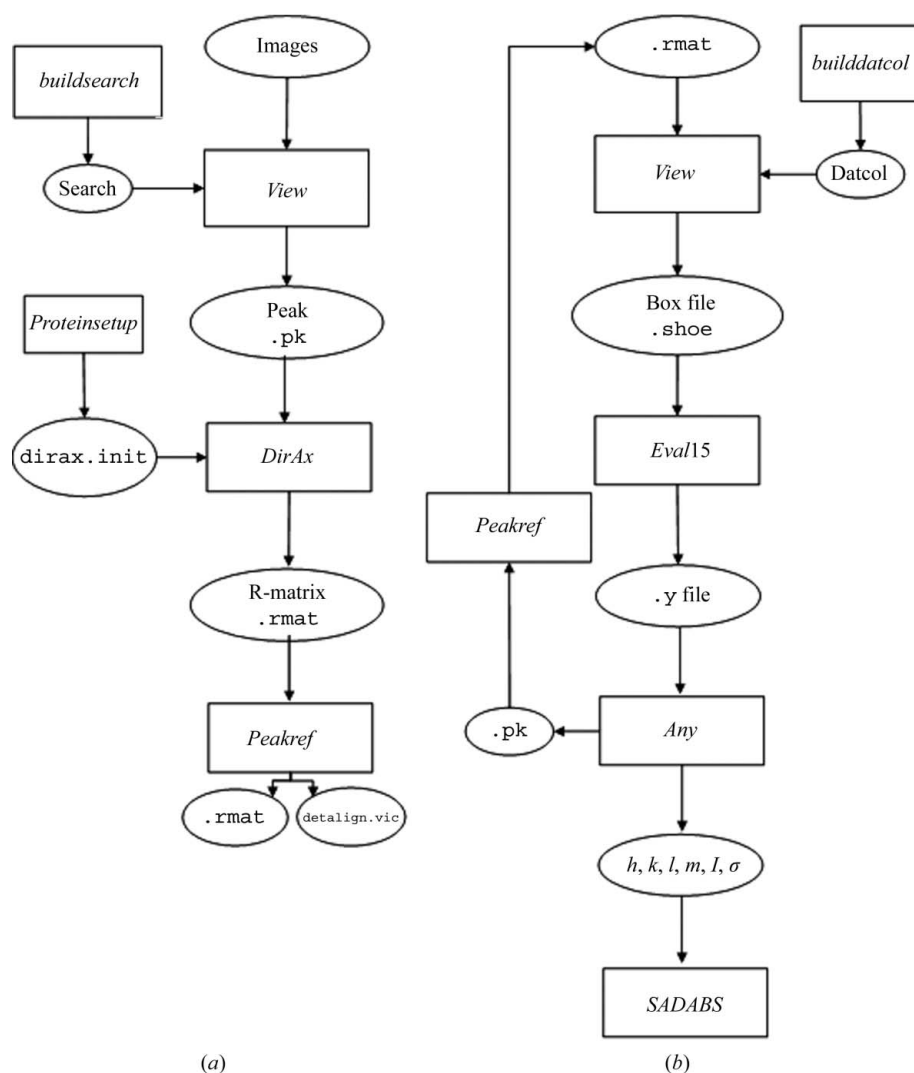 Images
buildsearch
Search
View
Peak
.pk
Proteinsetup
dirax.init
DirAx
R-matrix
.rmat
Peakref
.rmat
detalign.vic
(a)
.rmat
builddatcol
View
Datcol
Box file
.shoe
Eval15
Peakref
.y file
.pk
Any
h, k, l, m, I, σ
SADABS
(b)